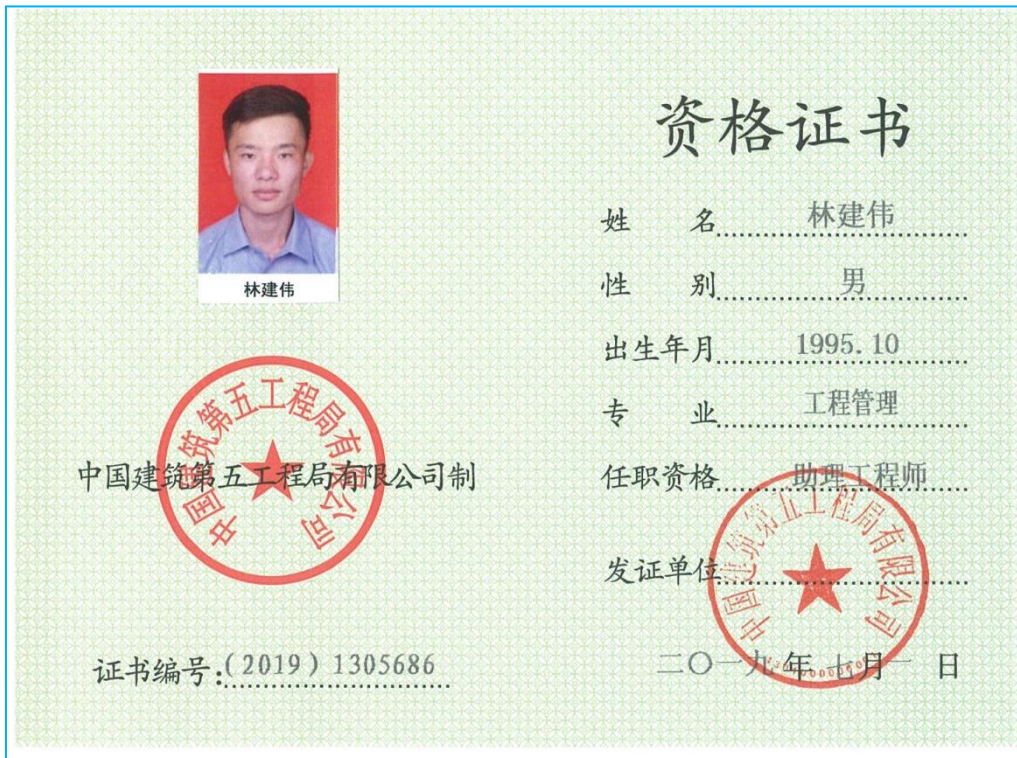 林建伟
中国建筑第五工程局有限公司
中国建筑第五工程局有限公司制
证书编号：(2019) 1305686
资格证书
姓 名 林建伟
性 别 男
出生年月 1995.10
专 业 工程管理
任职资格 助理工程师
发证单位
中国建筑第五工程局有限公司
二〇一九 年 七月一 日